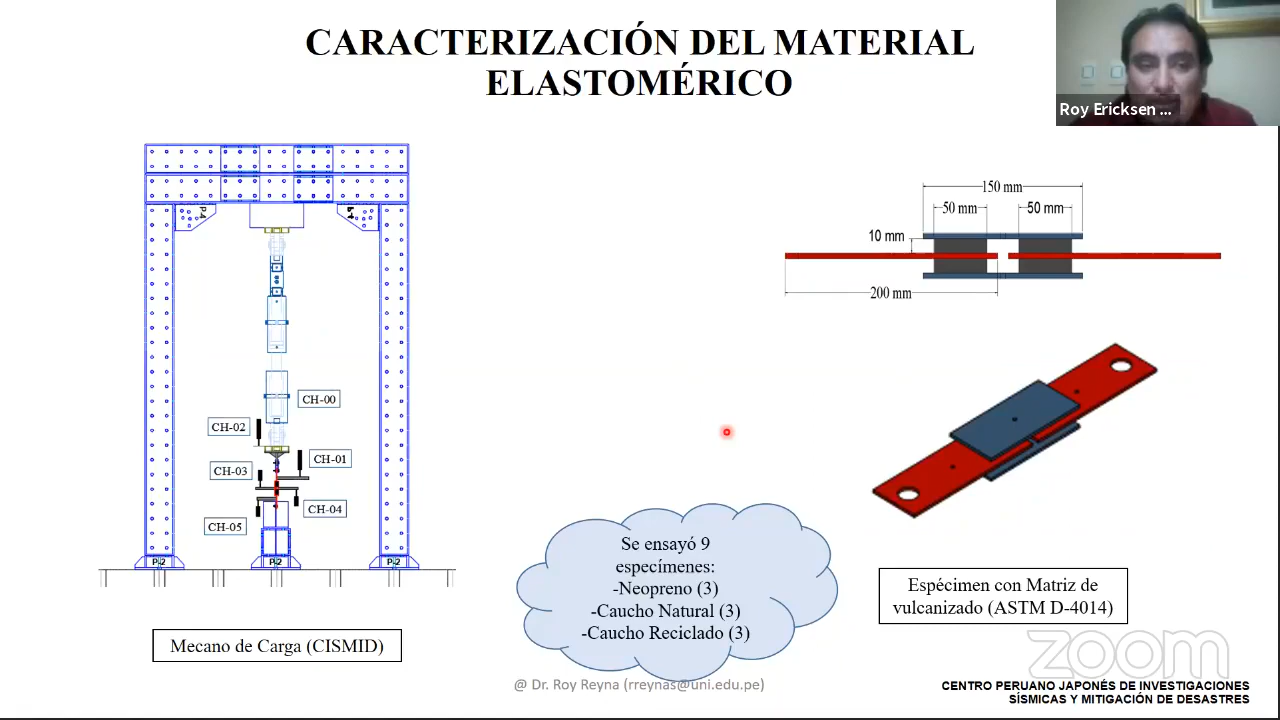 CARACTERIZACIÓN DEL MATERIAL
ELASTOMÉRICO
Roy Ericksen ...
CH-00
CH-02
CH-01
CH-03
CH-04
CH-05
P-2
P-2
P-2
Mecano de Carga (CISMID)
150 mm
50 mm
50 mm
10 mm
200 mm
Se ensayó 9
especímenes:
-Neopreno (3)
-Caucho Natural (3)
-Caucho Reciclado (3)
Espécimen con Matriz de
vulcanizado (ASTM D-4014)
zoom
@ Dr. Roy Reyna (rreynas@uni.edu.pe)
CENTRO PERUANO JAPONÉS DE INVESTIGACIONES
SÍSMICAS Y MITIGACIÓN DE DESASTRES